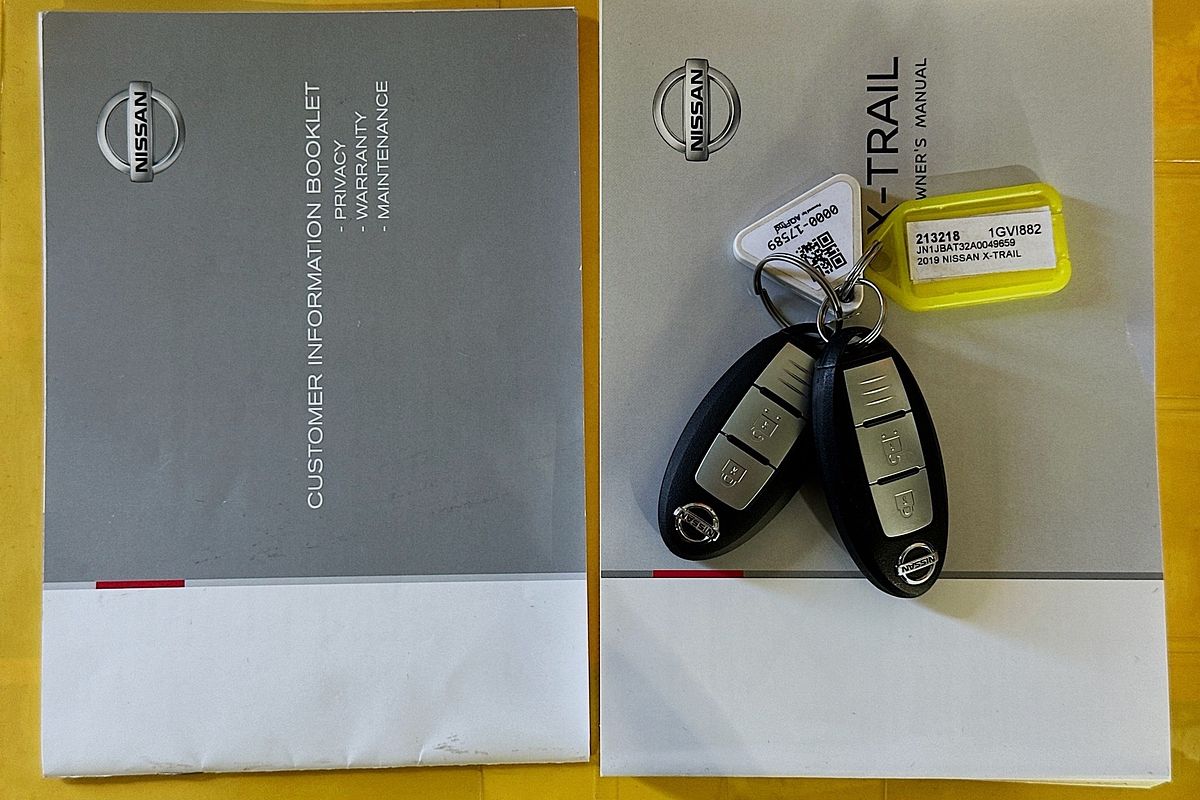 NISSAN
CUSTOMER INFORMATION BOOKLET
- PRIVACY
- WARRANTY
- MAINTENANCE
NISSAN
X-TRAIL
WNER'S MANUAL
0000-17589
213218 1GVI882
JN1JBAT32A0049659
2019 NISSAN X-TRAIL
NISSAN
NISSAN